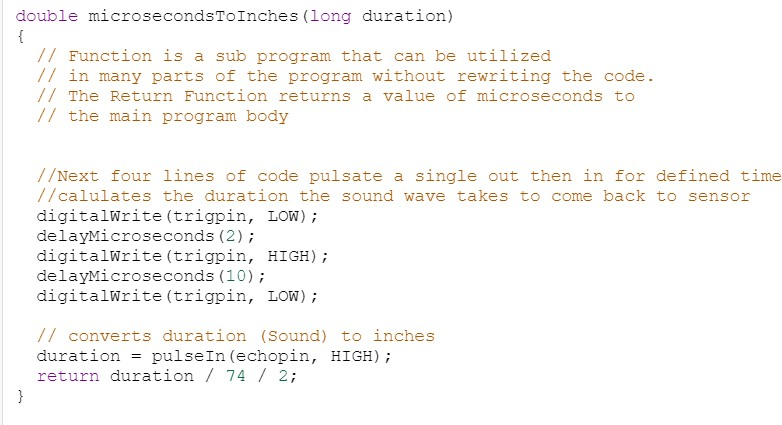 double microsecondsToInches(long duration)
{
// Function is a sub program that can be utilized
// in many parts of the program without rewriting the code.
// The Return Function returns a value of microseconds to
// the main program body
//Next four lines of code pulsate a single out then in for defined time
//calulates the duration the sound wave takes to come back to sensor
digitalWrite(trigpin, LOW);
delayMicroseconds(2);
digitalWrite(trigpin, HIGH);
delayMicroseconds(10);
digitalWrite(trigpin, LOW);
// converts duration (Sound) to inches
duration = pulseIn(echopin, HIGH);
return duration / 74 / 2;
}